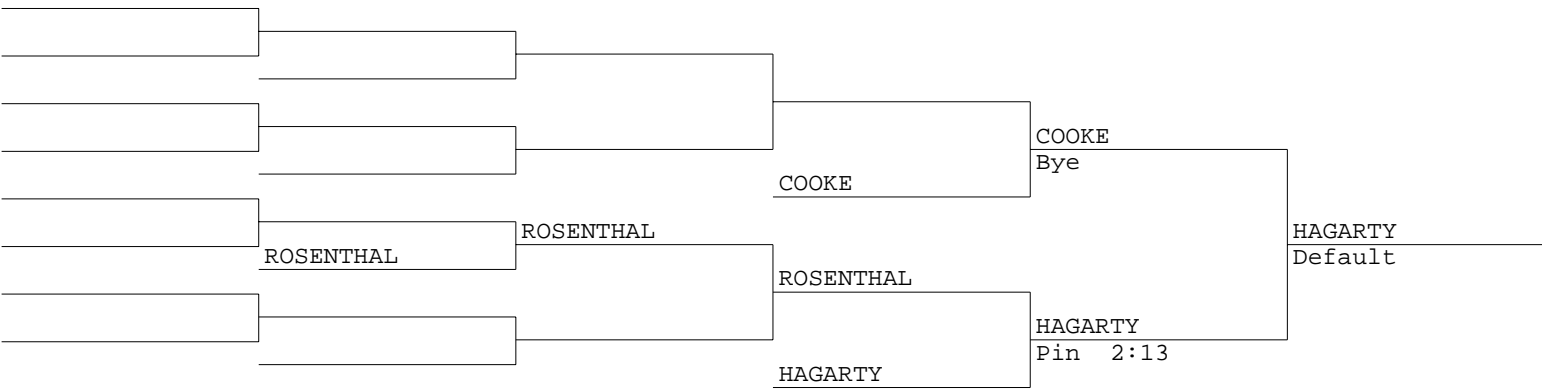 COOKE
Bye
COOKE
ROSENTHAL
HAGARTY
ROSENTHAL
Default
ROSENTHAL
HAGARTY
Pin 2:13
HAGARTY